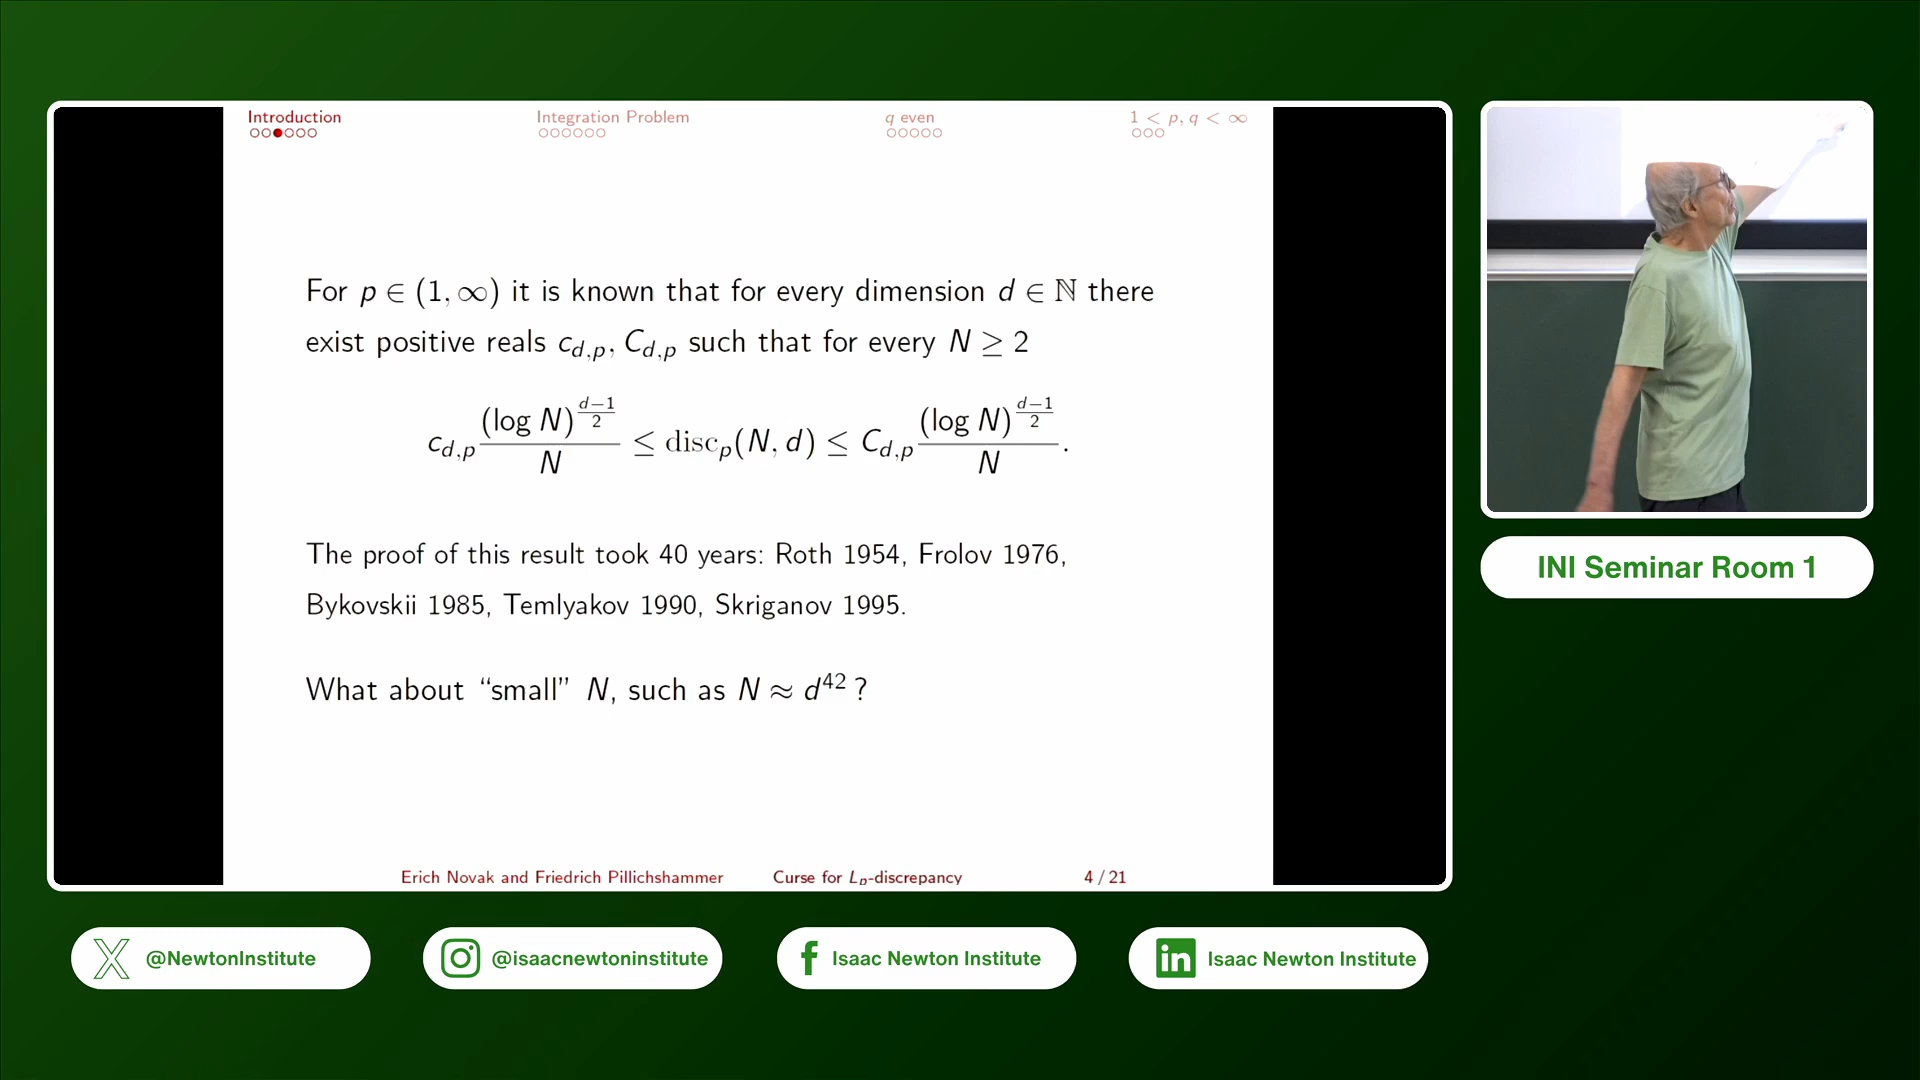 Introduction
Integration Problem
q even
1 < p, q < ∞
For p ∈ (1, ∞) it is known that for every dimension d ∈ ℕ there
exist positive reals c_{d,p}, C_{d,p} such that for every N ≥ 2
c_{d,p} \frac{(log N)^{\frac{d-1}{2}}}{N} ≤ disc_p(N, d) ≤ C_{d,p} \frac{(log N)^{\frac{d-1}{2}}}{N}.
The proof of this result took 40 years: Roth 1954, Frolov 1976,
Bykovskii 1985, Temlyakov 1990, Skriganov 1995.
What about “small” N, such as N ≈ d^{42} ?
Erich Novak and Friedrich Pillichshammer
Curse for L_p-discrepancy
4 / 21
INI Seminar Room 1
@NewtonInstitute
@isaacnewtoninstitute
Isaac Newton Institute
Isaac Newton Institute